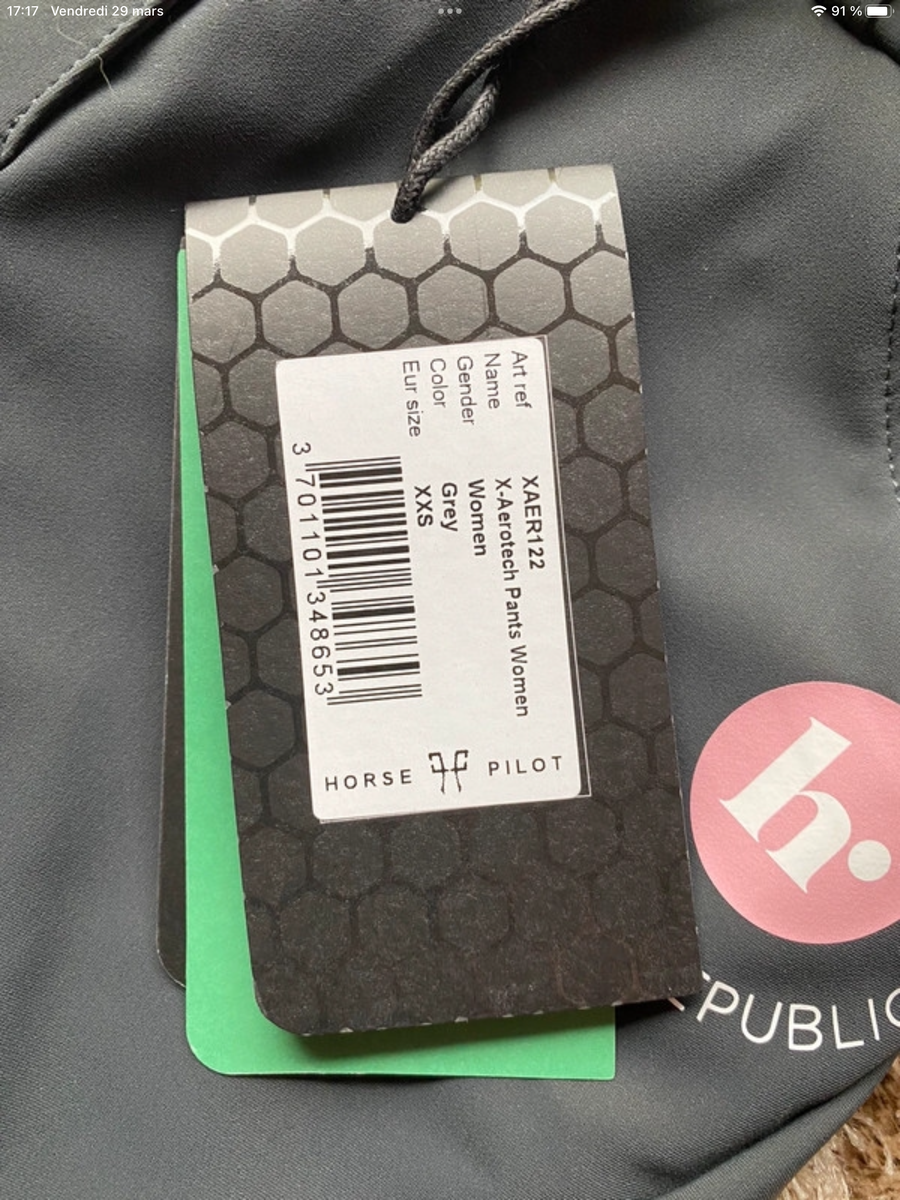 17:17 Vendredi 29 mars
91 %
Art ref XAER122
Name X-Aerotech Pants Women
Gender Women
Color Grey
Eur size XXS
3 701101 348653
HORSE PILOT
h.
PUBLIC